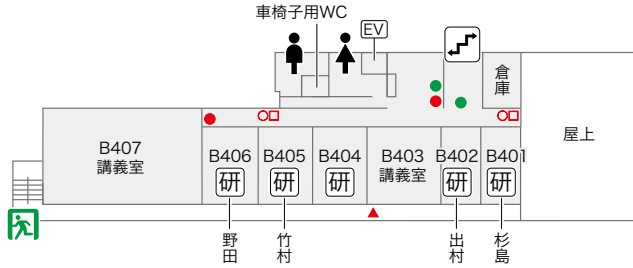 車椅子用WC
EV
倉庫
屋上
B407
講義室
B406
研
B405
研
B404
研
B403
講義室
B402
研
B401
研
野田
竹村
出村
杉島